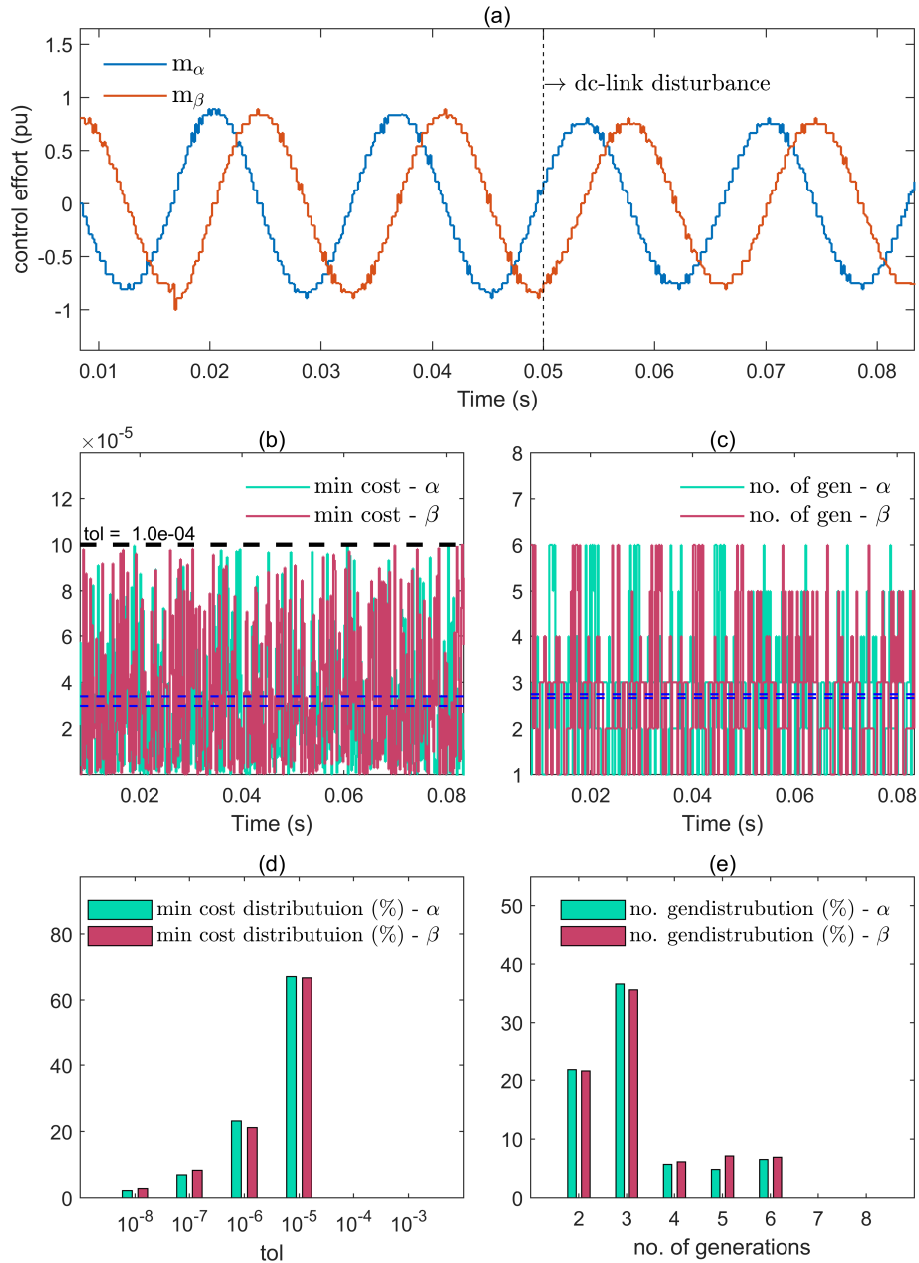 (a)
1.5
1
0.5
0
-0.5
-1
control effort (pu)
m_α
m_β
→ dc-link disturbance
0.01 0.02 0.03 0.04 0.05 0.06 0.07 0.08
Time (s)
(b)
×10^-5
12
10
8
6
4
2
min cost - α
min cost - β
tol = 1.0e-04
0.02 0.04 0.06 0.08
Time (s)
(c)
8
7
6
5
4
3
2
1
no. of gen - α
no. of gen - β
0.02 0.04 0.06 0.08
Time (s)
(d)
80
60
40
20
0
min cost distributuion (%) - α
min cost distributuion (%) - β
10^-8 10^-7 10^-6 10^-5 10^-4 10^-3
tol
(e)
50
40
30
20
10
0
no. gendistrubution (%) - α
no. gendistrubution (%) - β
2 3 4 5 6 7 8
no. of generations